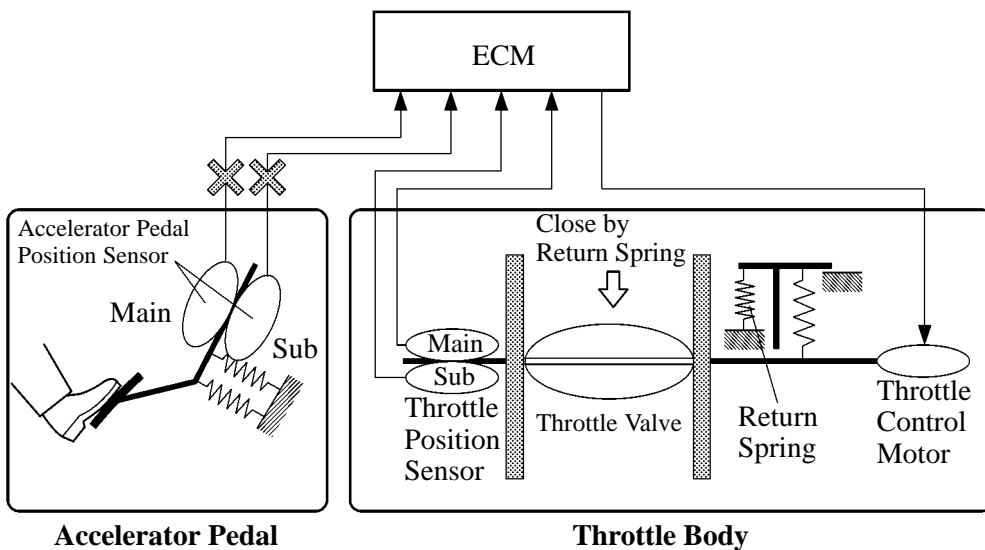 ECM
Accelerator Pedal
Position Sensor
Main
Sub
Close by
Return Spring
Main
Sub
Throttle
Position
Sensor
Throttle Valve
Return
Spring
Throttle
Control
Motor
Accelerator Pedal
Throttle Body